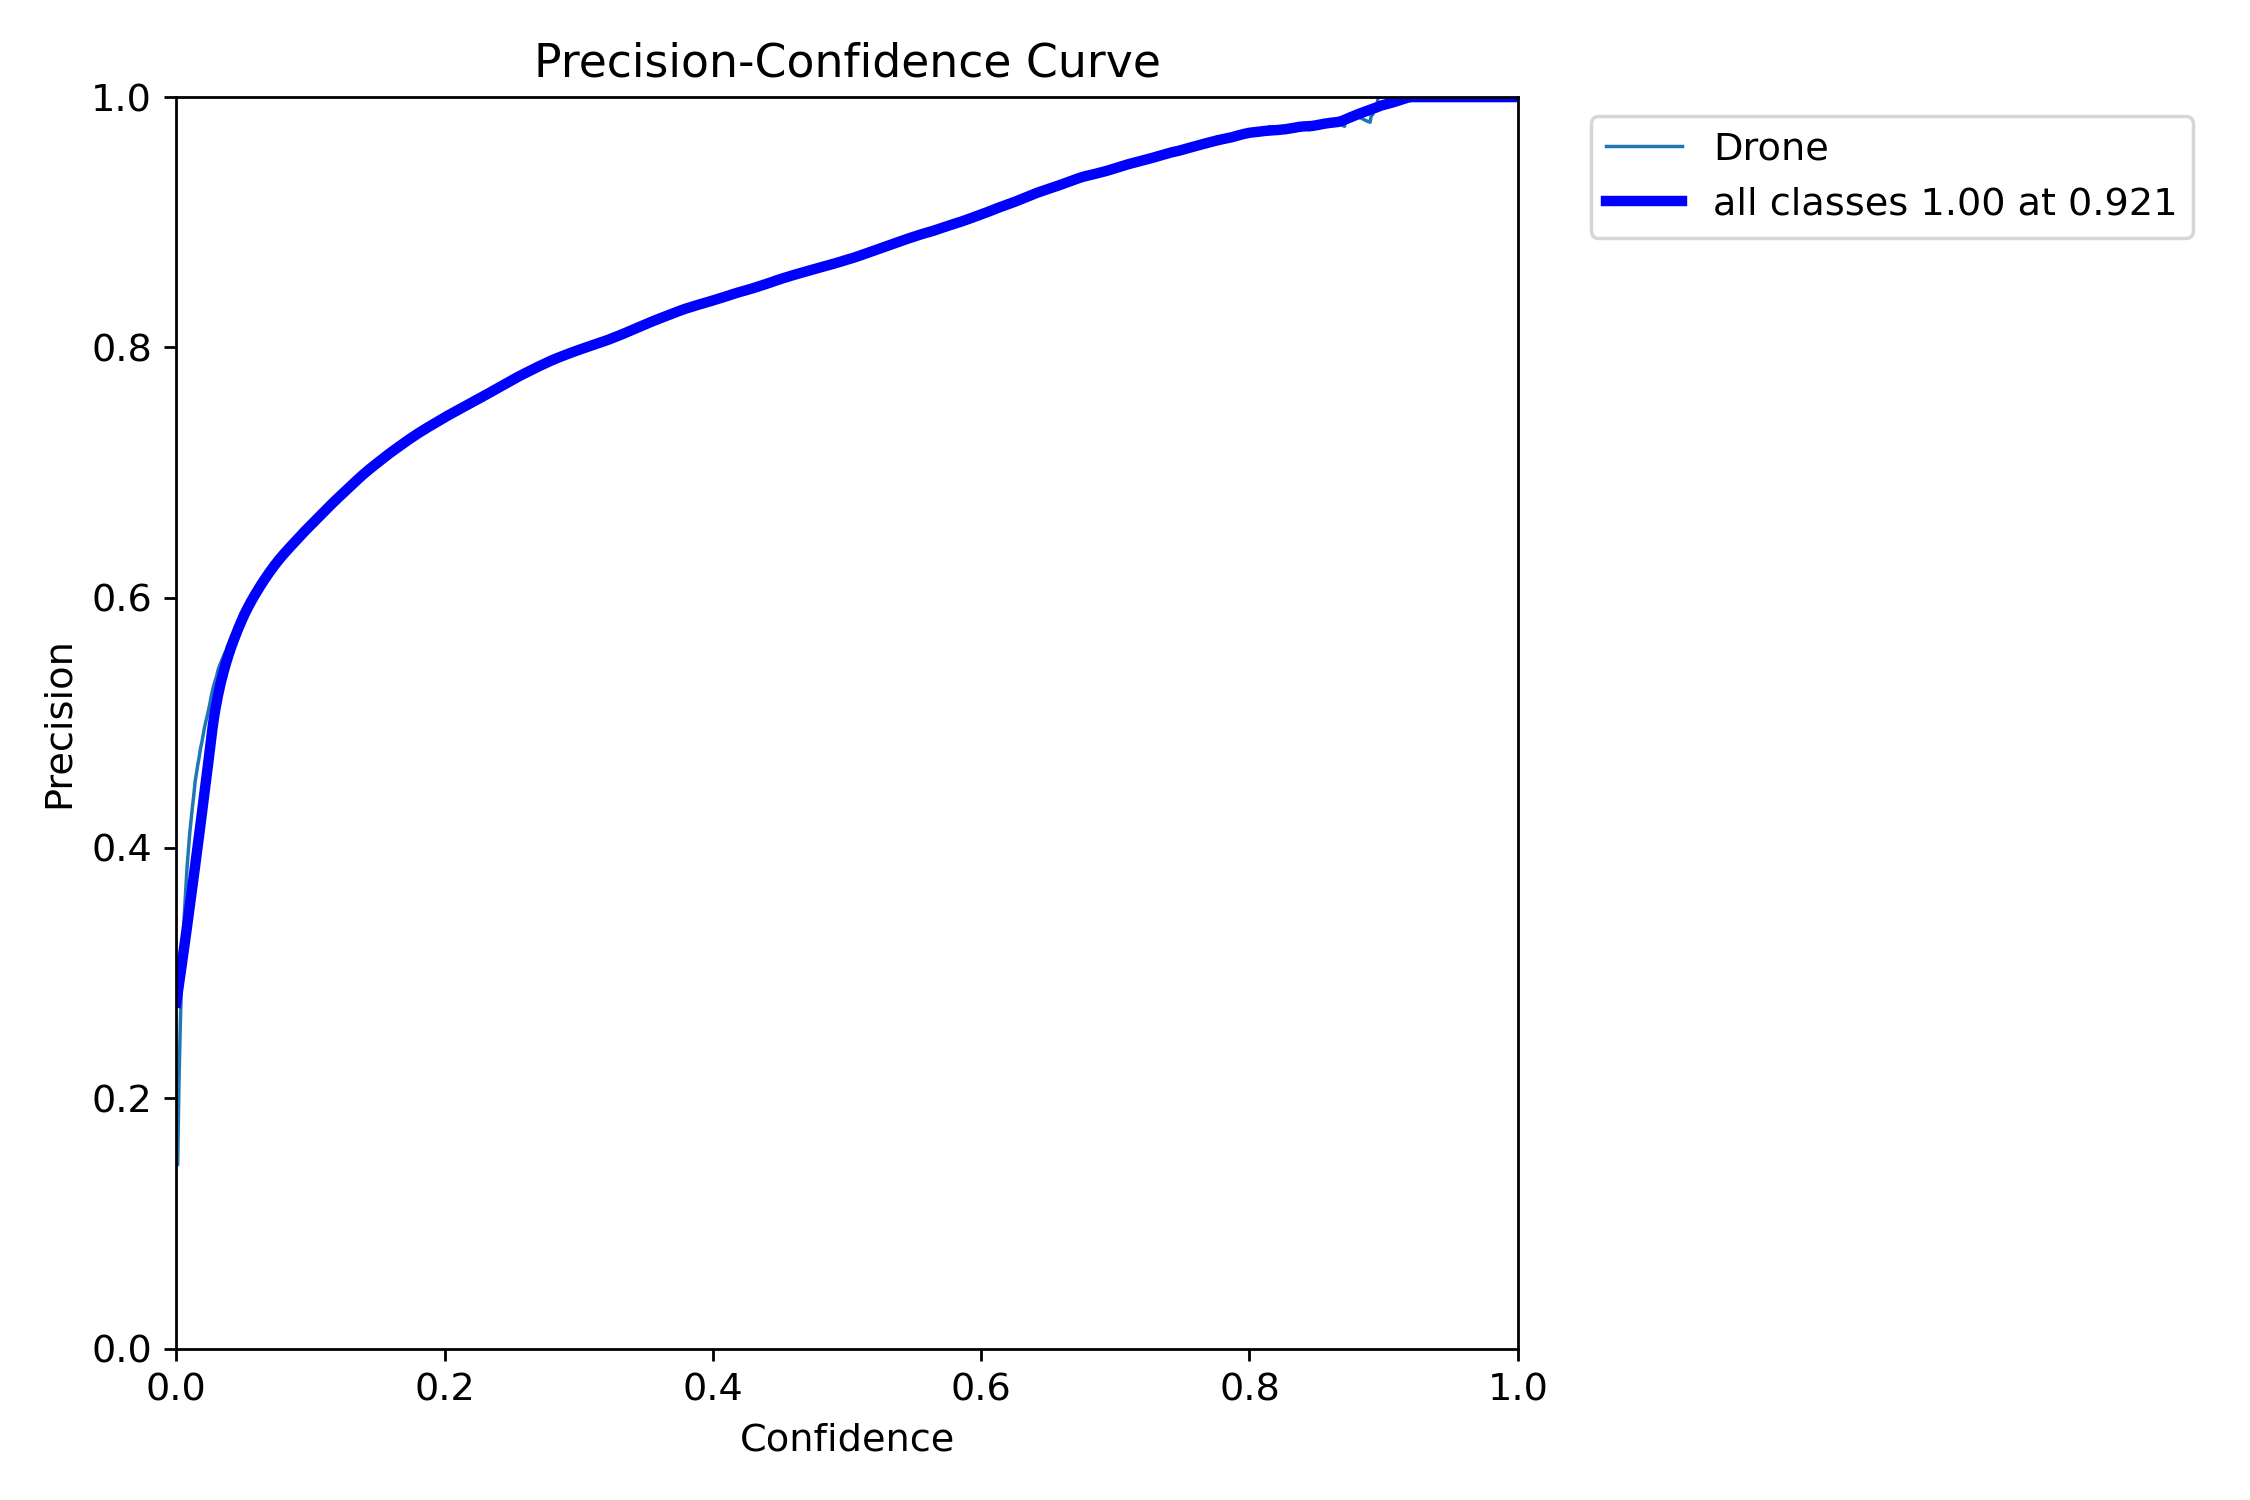 Precision-Confidence Curve
Drone
all classes 1.00 at 0.921
Precision
1.0
0.8
0.6
0.4
0.2
0.0
0.0 0.2 0.4 0.6 0.8 1.0
Confidence